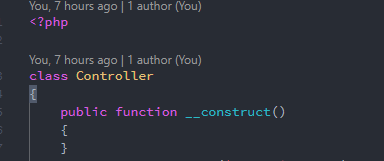 You, 7 hours ago | 1 author (You)
<?php
2
You, 7 hours ago | 1 author (You)
class Controller
{
public function __construct()
{
}